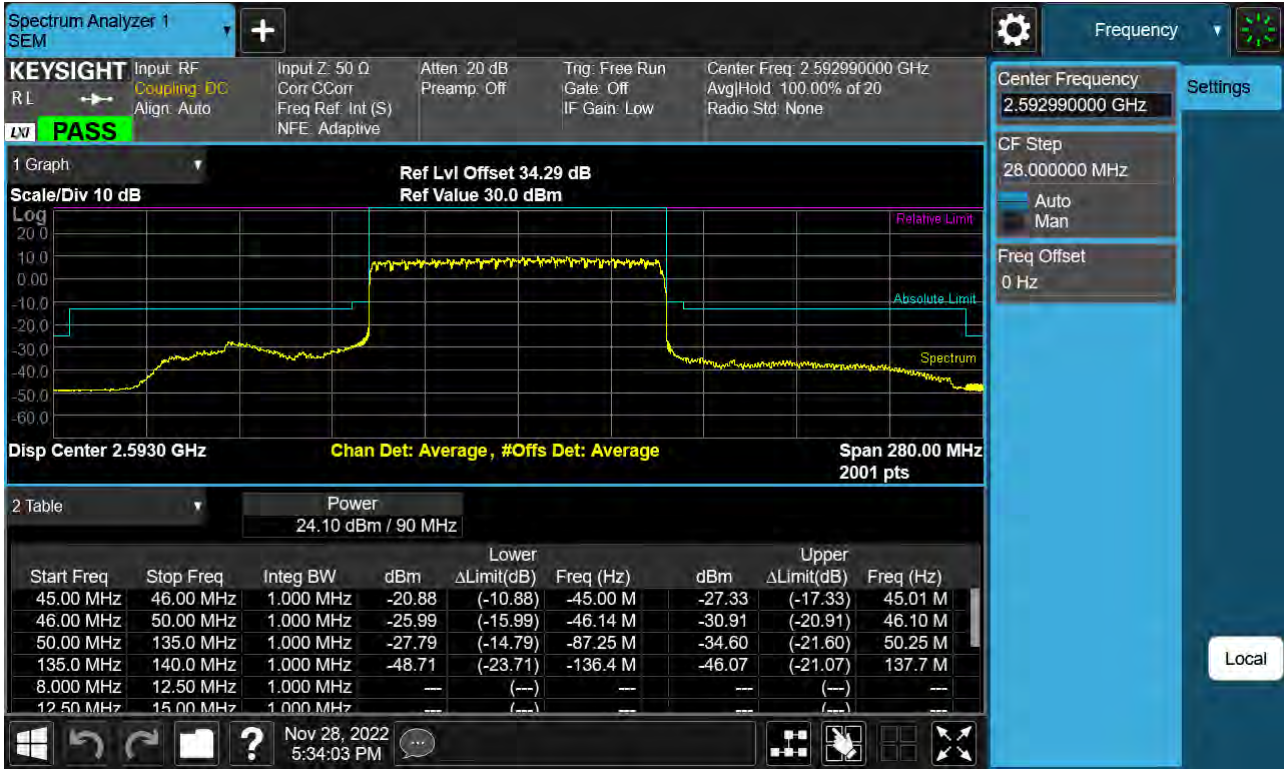 Spectrum Analyzer 1
SEM
Frequency
KEYSIGHT
RL
LXI PASS
Input: RF
Coupling: DC
Align: Auto
Input Z: 50 Ω
Corr CCorr
Freq Ref: Int (S)
NFE: Adaptive
Atten: 20 dB
Preamp: Off
Trig: Free Run
Gate: Off
IF Gain: Low
Center Freq: 2.592990000 GHz
Avg|Hold: 100.00% of 20
Radio Std: None
Center Frequency
2.592990000 GHz
Settings
CF Step
28.000000 MHz
Auto
Man
Freq Offset
0 Hz
Local
1 Graph
Scale/Div 10 dB
Ref Lvl Offset 34.29 dB
Ref Value 30.0 dBm
Log
20.0
10.0
0.00
-10.0
-20.0
-30.0
-40.0
-50.0
-60.0
Relative Limit
Absolute Limit
Spectrum
Disp Center 2.5930 GHz
Chan Det: Average, #Offs Det: Average
Span 280.00 MHz
2001 pts
2 Table
Power
24.10 dBm / 90 MHz
Lower Upper
Start Freq Stop Freq Integ BW dBm ΔLimit(dB) Freq (Hz) dBm ΔLimit(dB) Freq (Hz)
45.00 MHz 46.00 MHz 1.000 MHz -20.88 (-10.88) -45.00 M -27.33 (-17.33) 45.01 M
46.00 MHz 50.00 MHz 1.000 MHz -25.99 (-15.99) -46.14 M -30.91 (-20.91) 46.10 M
50.00 MHz 135.0 MHz 1.000 MHz -27.79 (-14.79) -87.25 M -34.60 (-21.60) 50.25 M
135.0 MHz 140.0 MHz 1.000 MHz -48.71 (-23.71) -136.4 M -46.07 (-21.07) 137.7 M
8.000 MHz 12.50 MHz 1.000 MHz --- (---) --- --- (---) ---
12.50 MHz 15.00 MHz 1.000 MHz --- (---) --- --- (---) ---
Nov 28, 2022
5:34:03 PM